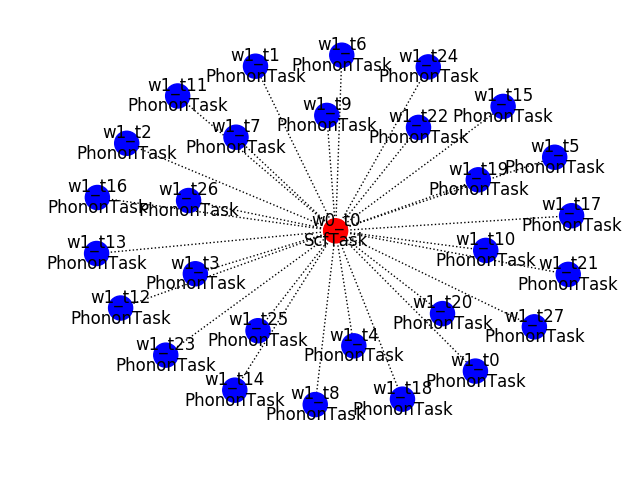 w1_t6
PhononTask
w1_t1
PhononTask
w1_t24
PhononTask
w1_t11
PhononTask
w1_t15
PhononTask
w1_t9
PhononTask
w1_t22
PhononTask
w1_t7
PhononTask
w1_t2
PhononTask
w1_t5
PhononTask
w1_t19
PhononTask
w1_t16
PhononTask
w1_t26
PhononTask
w1_t17
PhononTask
w0_t0
ScfTask
w1_t10
PhononTask
w1_t13
PhononTask
w1_t3
PhononTask
w1_t21
PhononTask
w1_t12
PhononTask
w1_t20
PhononTask
w1_t27
PhononTask
w1_t25
PhononTask
w1_t4
PhononTask
w1_t23
PhononTask
w1_t0
PhononTask
w1_t14
PhononTask
w1_t8
PhononTask
w1_t18
PhononTask